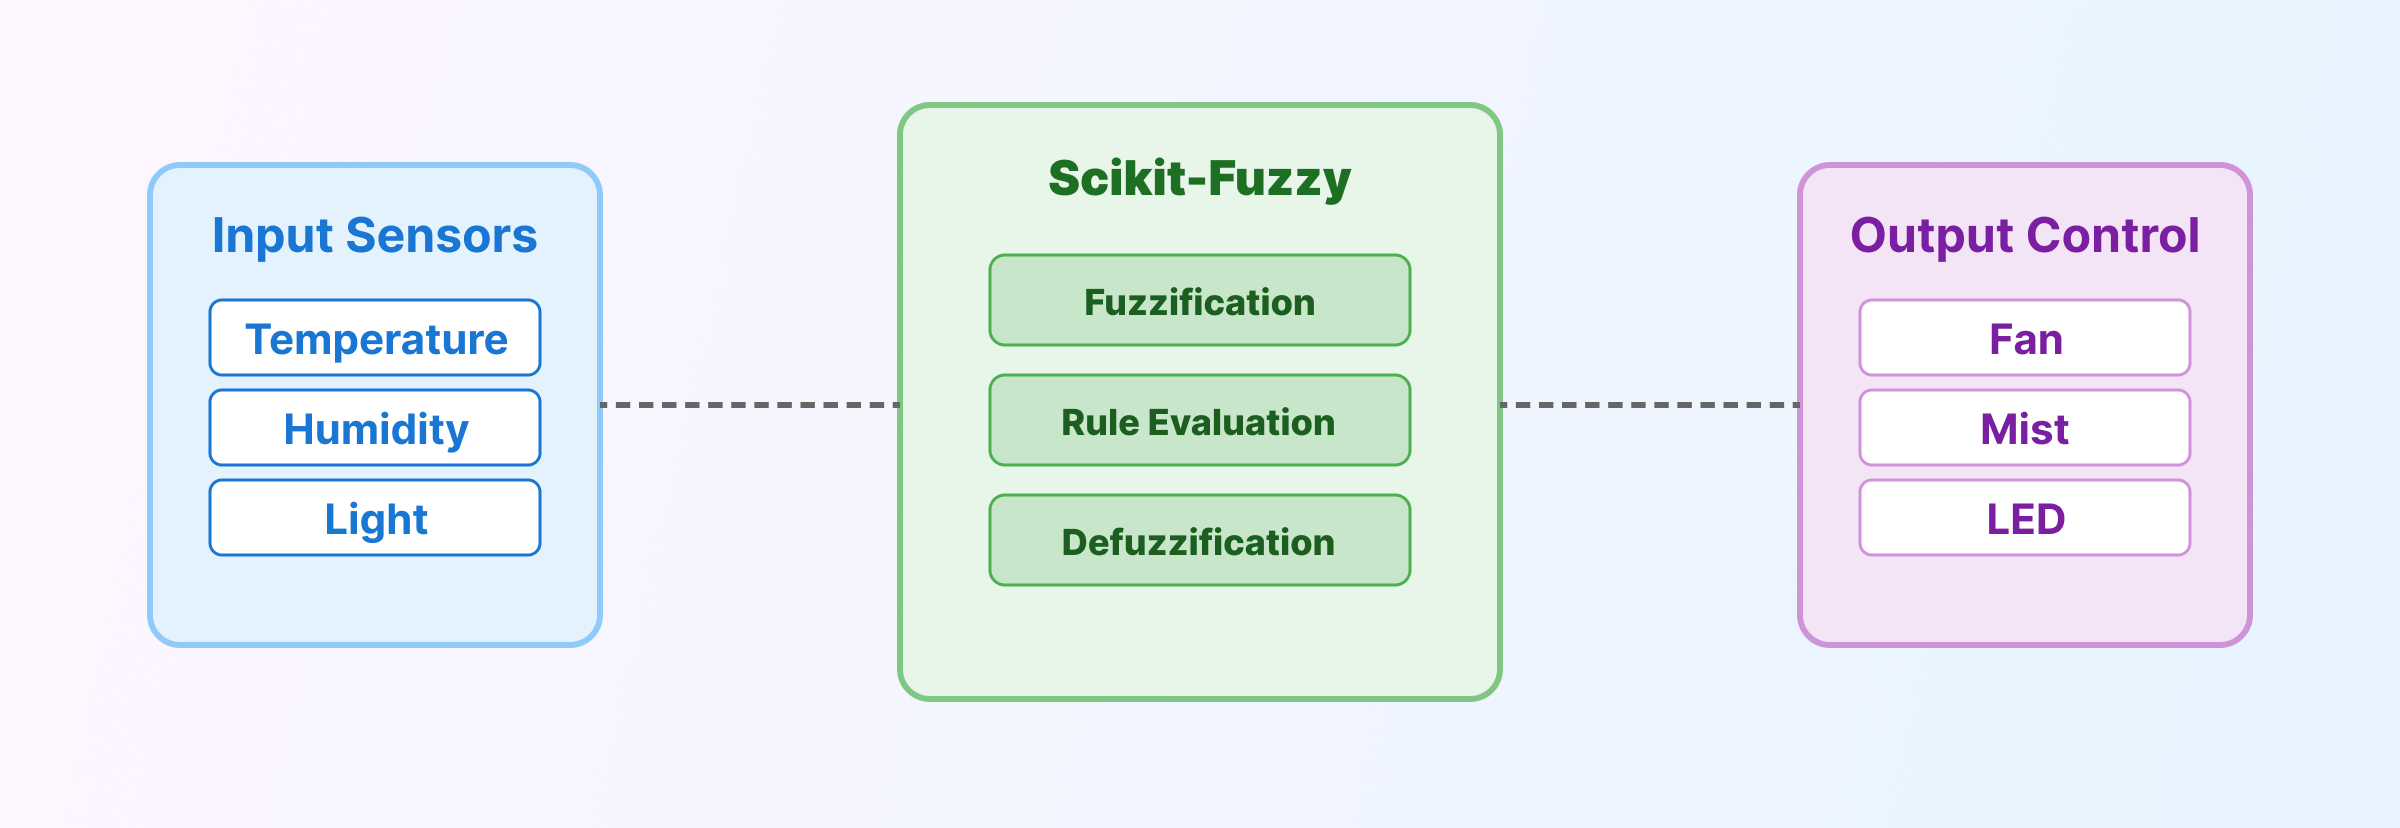 Input Sensors
Temperature
Humidity
Light
Scikit-Fuzzy
Fuzzification
Rule Evaluation
Defuzzification
Output Control
Fan
Mist
LED